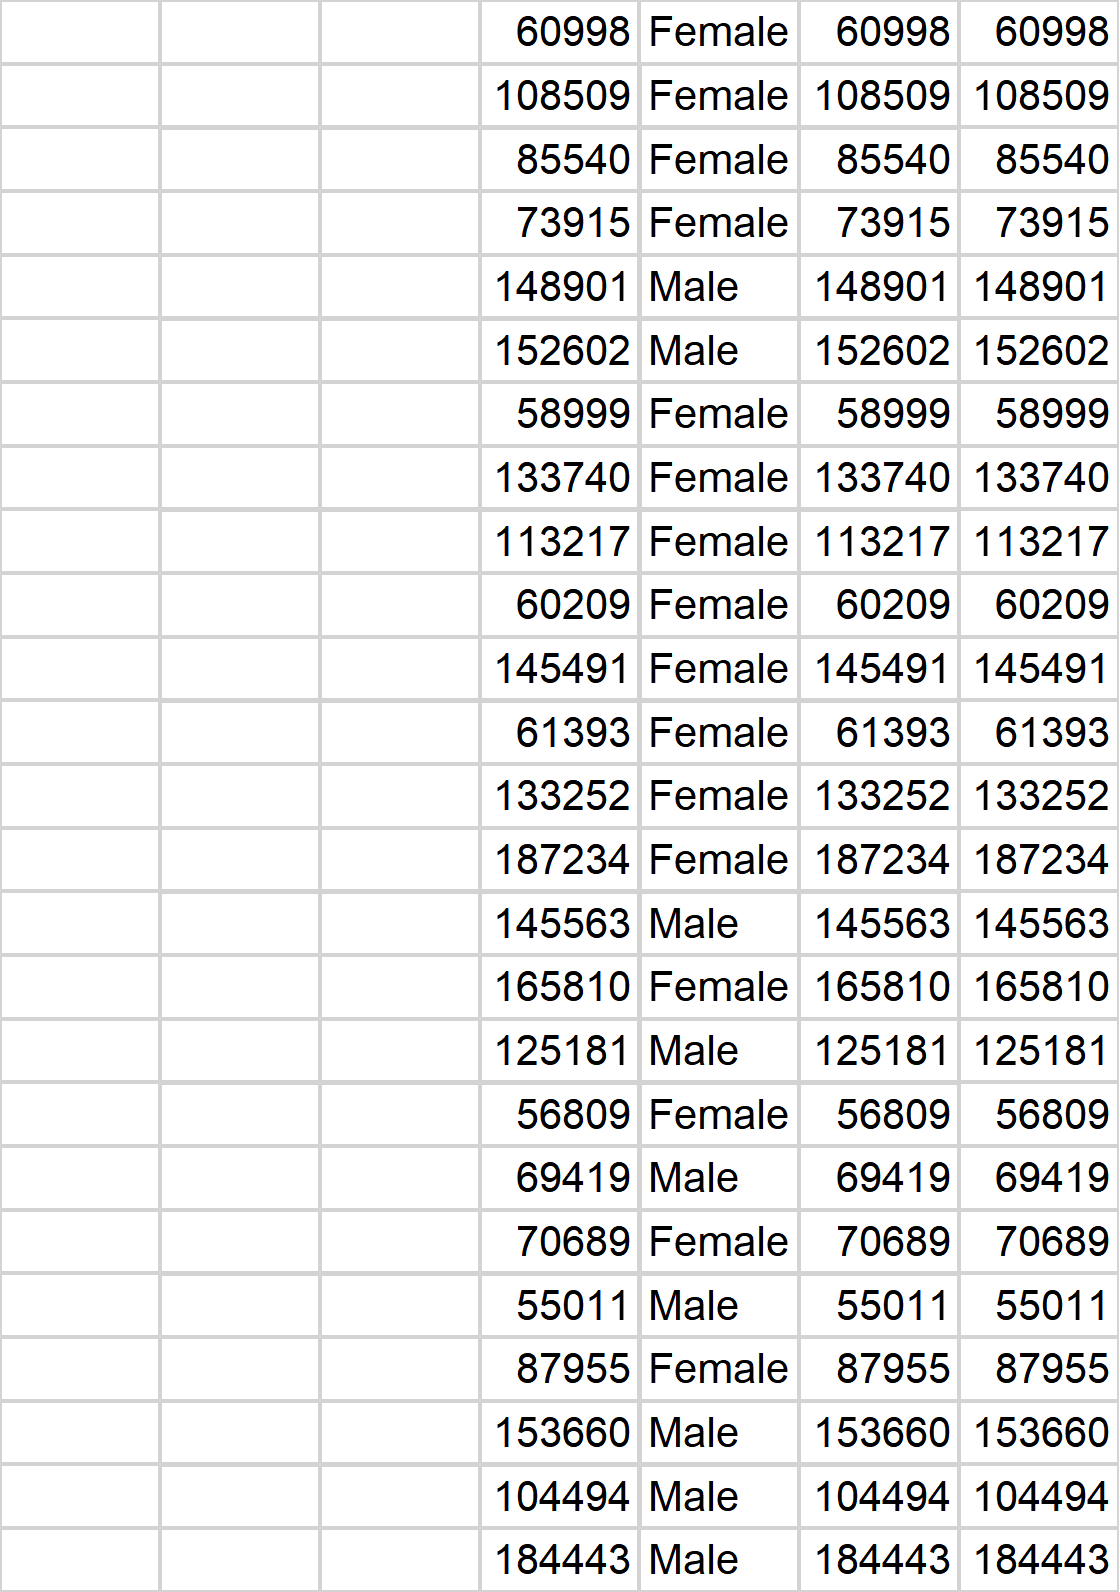 60998 Female 60998 60998
108509 Female 108509 108509
85540 Female 85540 85540
73915 Female 73915 73915
148901 Male 148901 148901
152602 Male 152602 152602
58999 Female 58999 58999
133740 Female 133740 133740
113217 Female 113217 113217
60209 Female 60209 60209
145491 Female 145491 145491
61393 Female 61393 61393
133252 Female 133252 133252
187234 Female 187234 187234
145563 Male 145563 145563
165810 Female 165810 165810
125181 Male 125181 125181
56809 Female 56809 56809
69419 Male 69419 69419
70689 Female 70689 70689
55011 Male 55011 55011
87955 Female 87955 87955
153660 Male 153660 153660
104494 Male 104494 104494
184443 Male 184443 184443